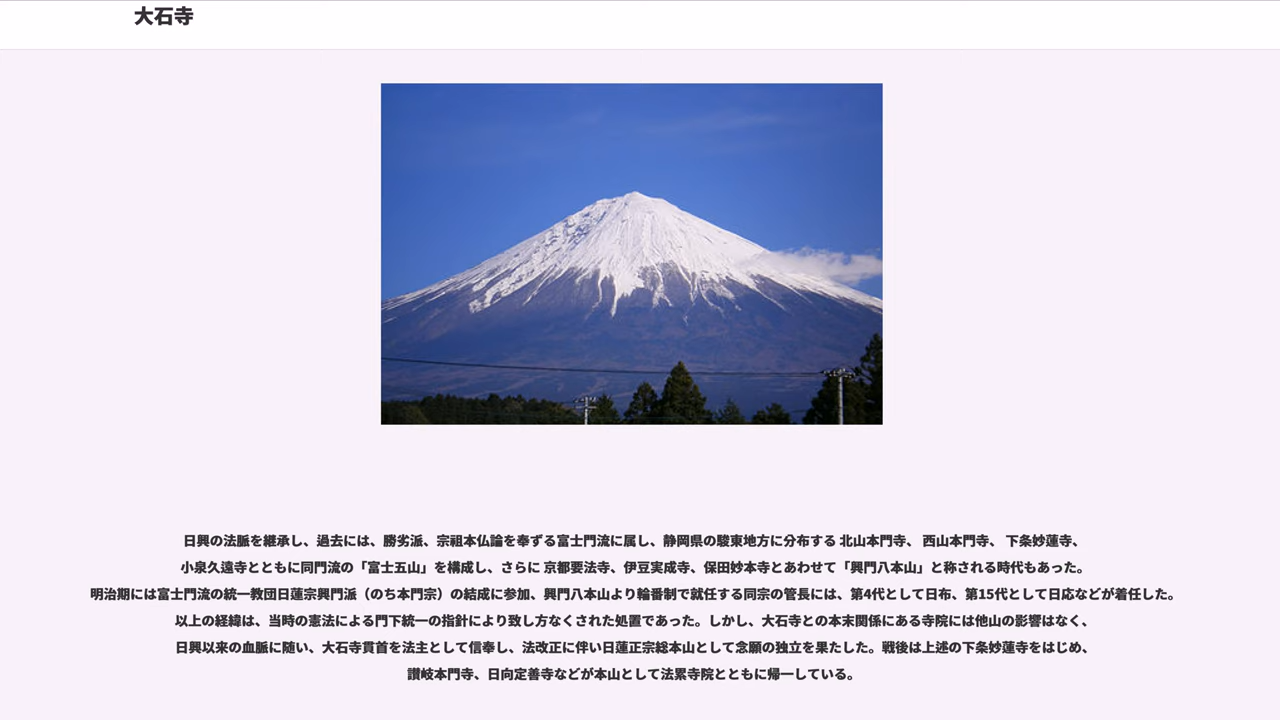 大石寺
日興の法脈を継承し、過去には、勝劣派、宗祖本仏論を奉ずる富士門流に属し、静岡県の駿東地方に分布する 北山本門寺、 西山本門寺、 下条妙蓮寺、
小泉久遠寺とともに同門流の「富士五山」を構成し、さらに 京都要法寺、伊豆実成寺、保田妙本寺とあわせて「興門八本山」と称される時代もあった。
明治期には富士門流の統一教団日蓮宗興門派（のち本門宗）の結成に参加、興門八本山より輪番制で就任する同宗の管長には、第4代として日布、第15代として日応などが着任した。
以上の経緯は、当時の憲法による門下統一の指針により致し方なくされた処置であった。しかし、大石寺との本末関係にある寺院には他山の影響はなく、
日興以来の血脈に随い、大石寺貫首を法主として信奉し、法改正に伴い日蓮正宗総本山として念願の独立を果たした。戦後は上述の下条妙蓮寺をはじめ、
讃岐本門寺、日向定善寺などが本山として法累寺院とともに帰一している。